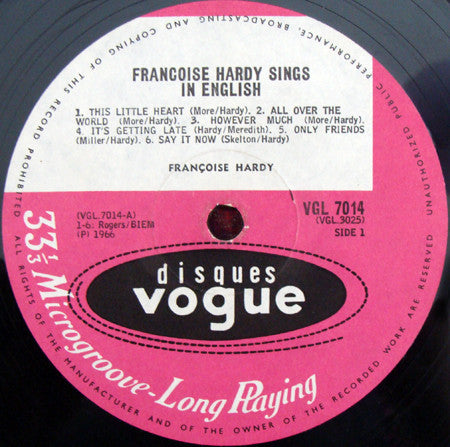 FRANCOISE HARDY SINGS
IN ENGLISH
1. THIS LITTLE HEART (More/Hardy). 2. ALL OVER THE
WORLD (More/Hardy). 3. HOWEVER MUCH (More/Hardy).
4. IT'S GETTING LATE (Hardy/Meredith). 5. ONLY FRIENDS
(Miller/Hardy). 6. SAY IT NOW (Skelton/Hardy)
FRANÇOISE HARDY
(VGL.7014-A)
1-6: Rogers/BIEM
(P) 1966
VGL 7014
(VGL.3025)
SIDE 1
disques
vogue
33⅓ Microgroove-Long Playing
ALL RIGHTS OF THE MANUFACTURER AND OF THE OWNER OF THE RECORDED WORK ARE RESERVED UNAUTHORIZED PUBLIC PERFORMANCE, BROADCASTING AND COPYING OF THIS RECORD PROHIBITED